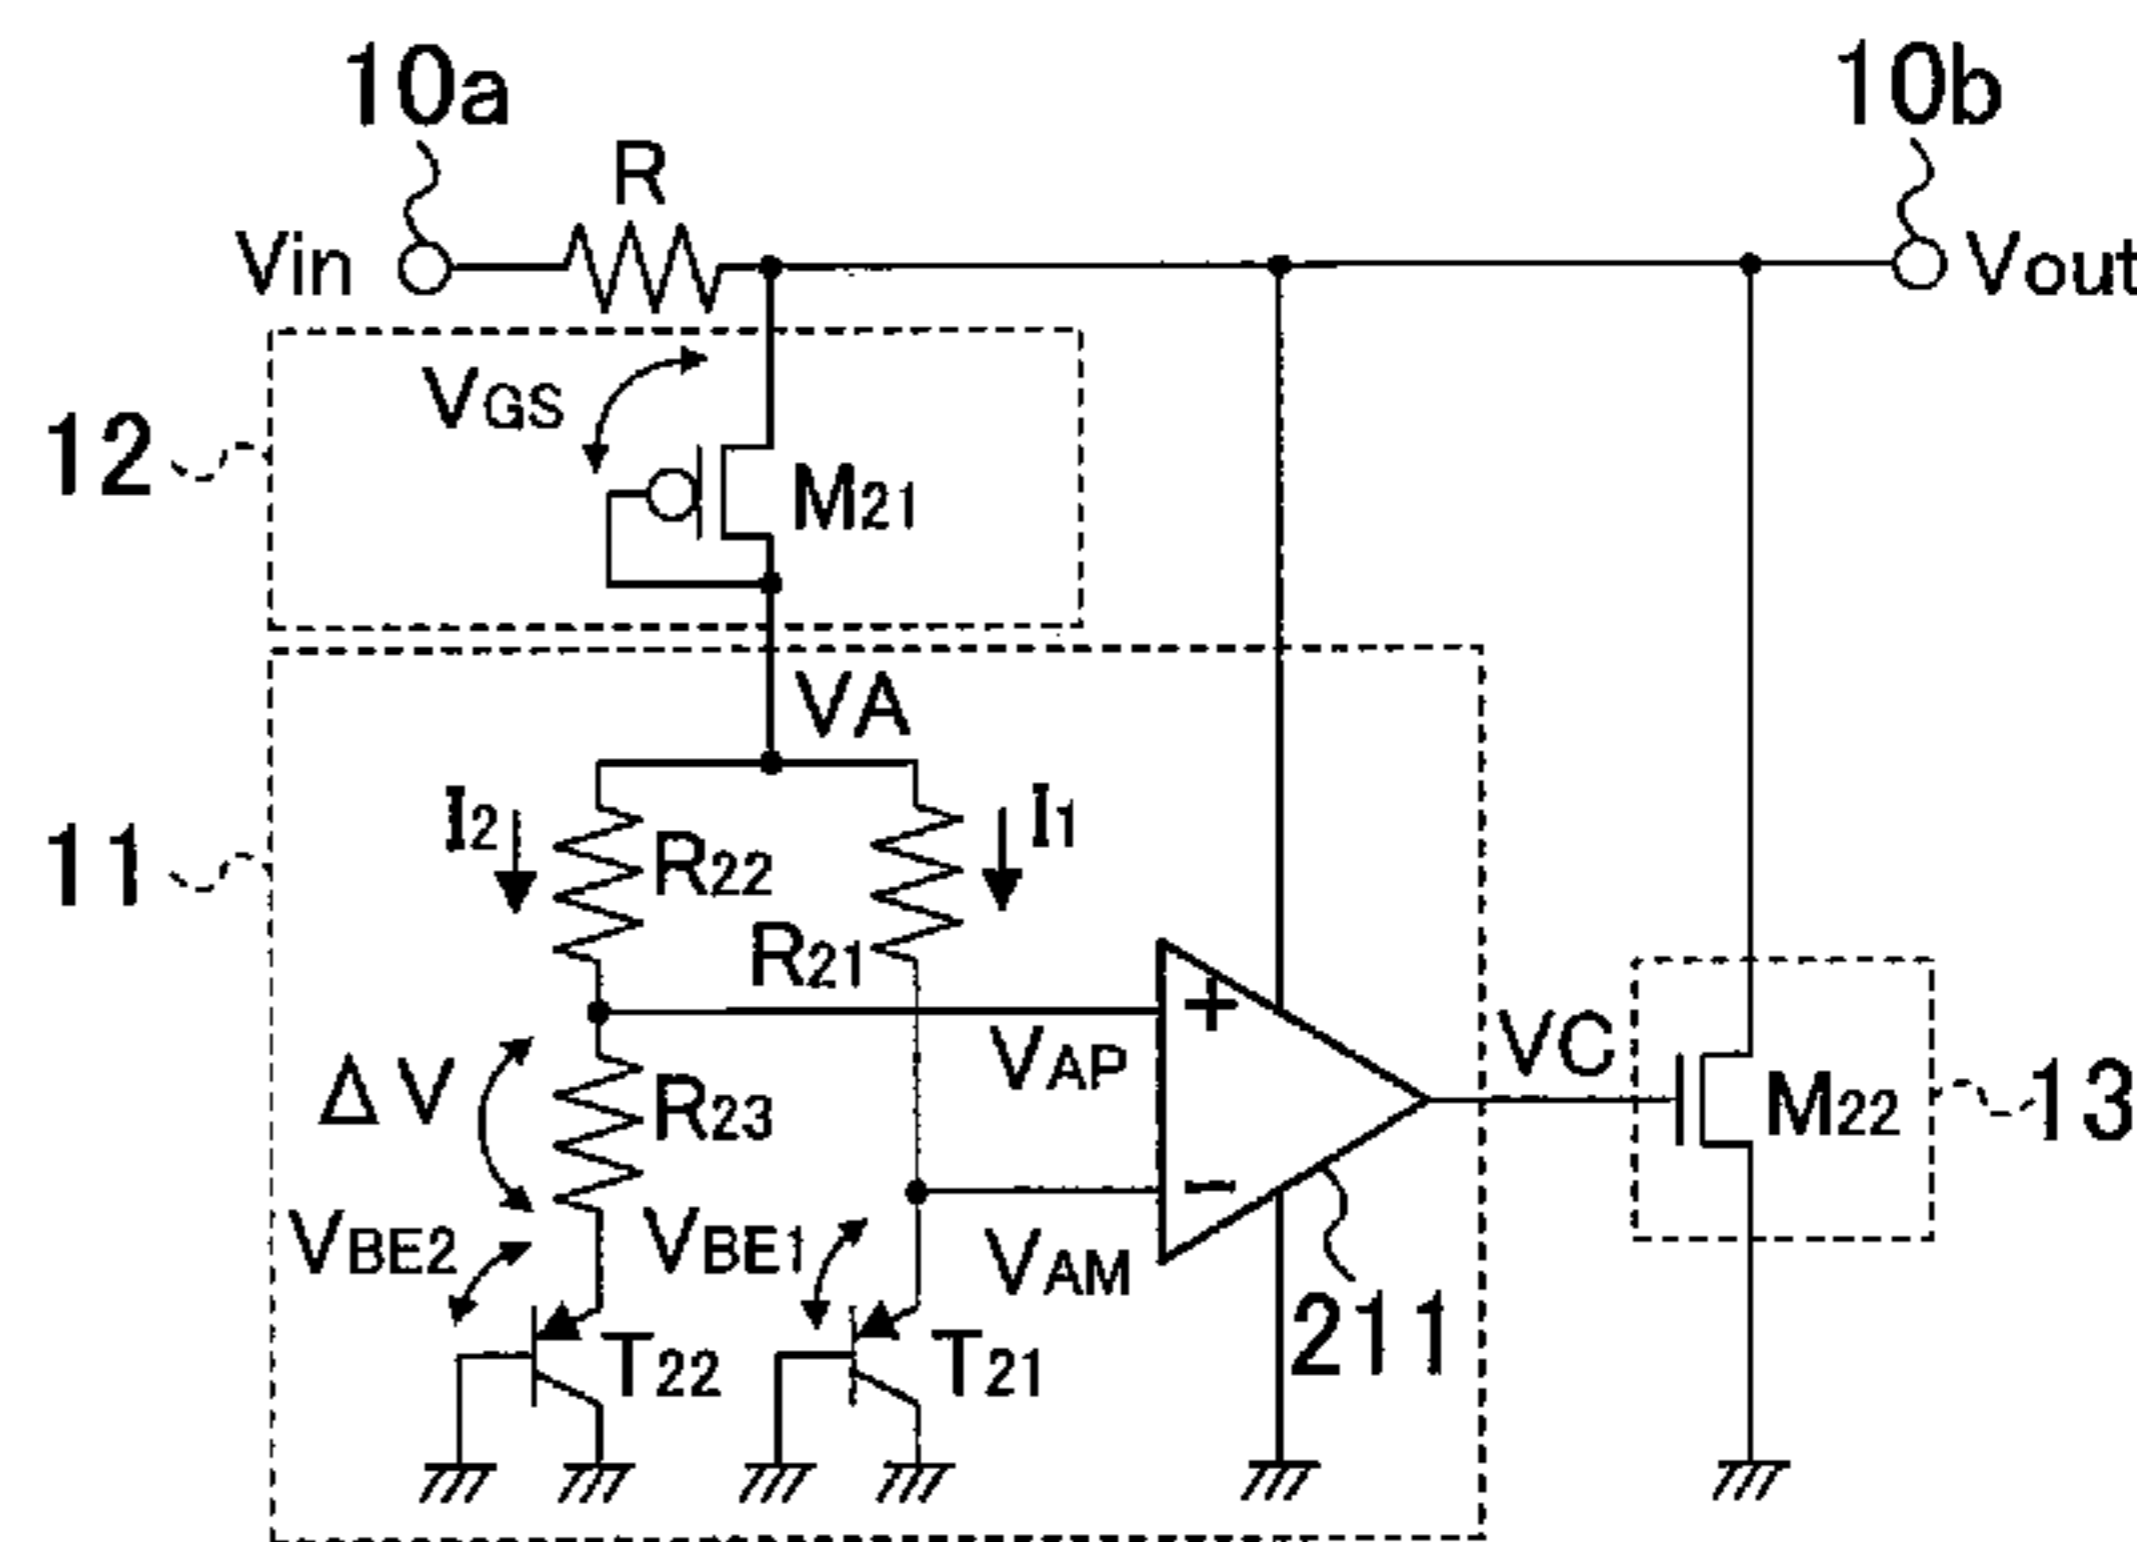 10a
10b
R
Vin
Vout
VGS
12
M21
VA
I2
I1
11
R22
R21
+
VAP
VC
ΔV
R23
M22
13
−
VBE2
VBE1
VAM
211
T22
T21